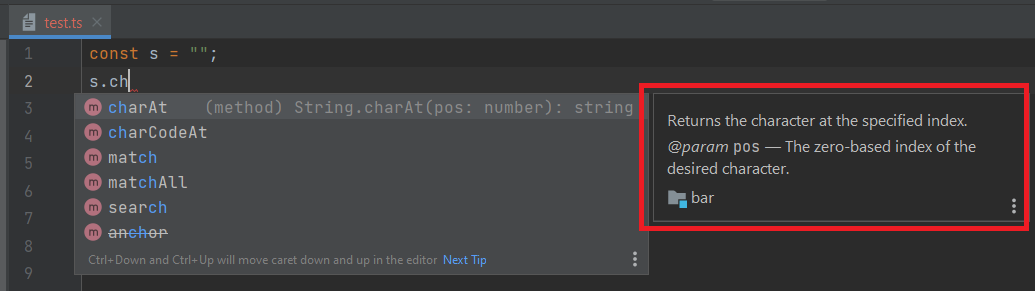 test.ts
1 const s = "";
2 s.ch
3 charAt (method) String.charAt(pos: number): string
4 charCodeAt
5 match
6 matchAll
7 search
8 anchor
9 Ctrl+Down and Ctrl+Up will move caret down and up in the editor Next Tip
Returns the character at the specified index.
@param pos — The zero-based index of the
desired character.
bar